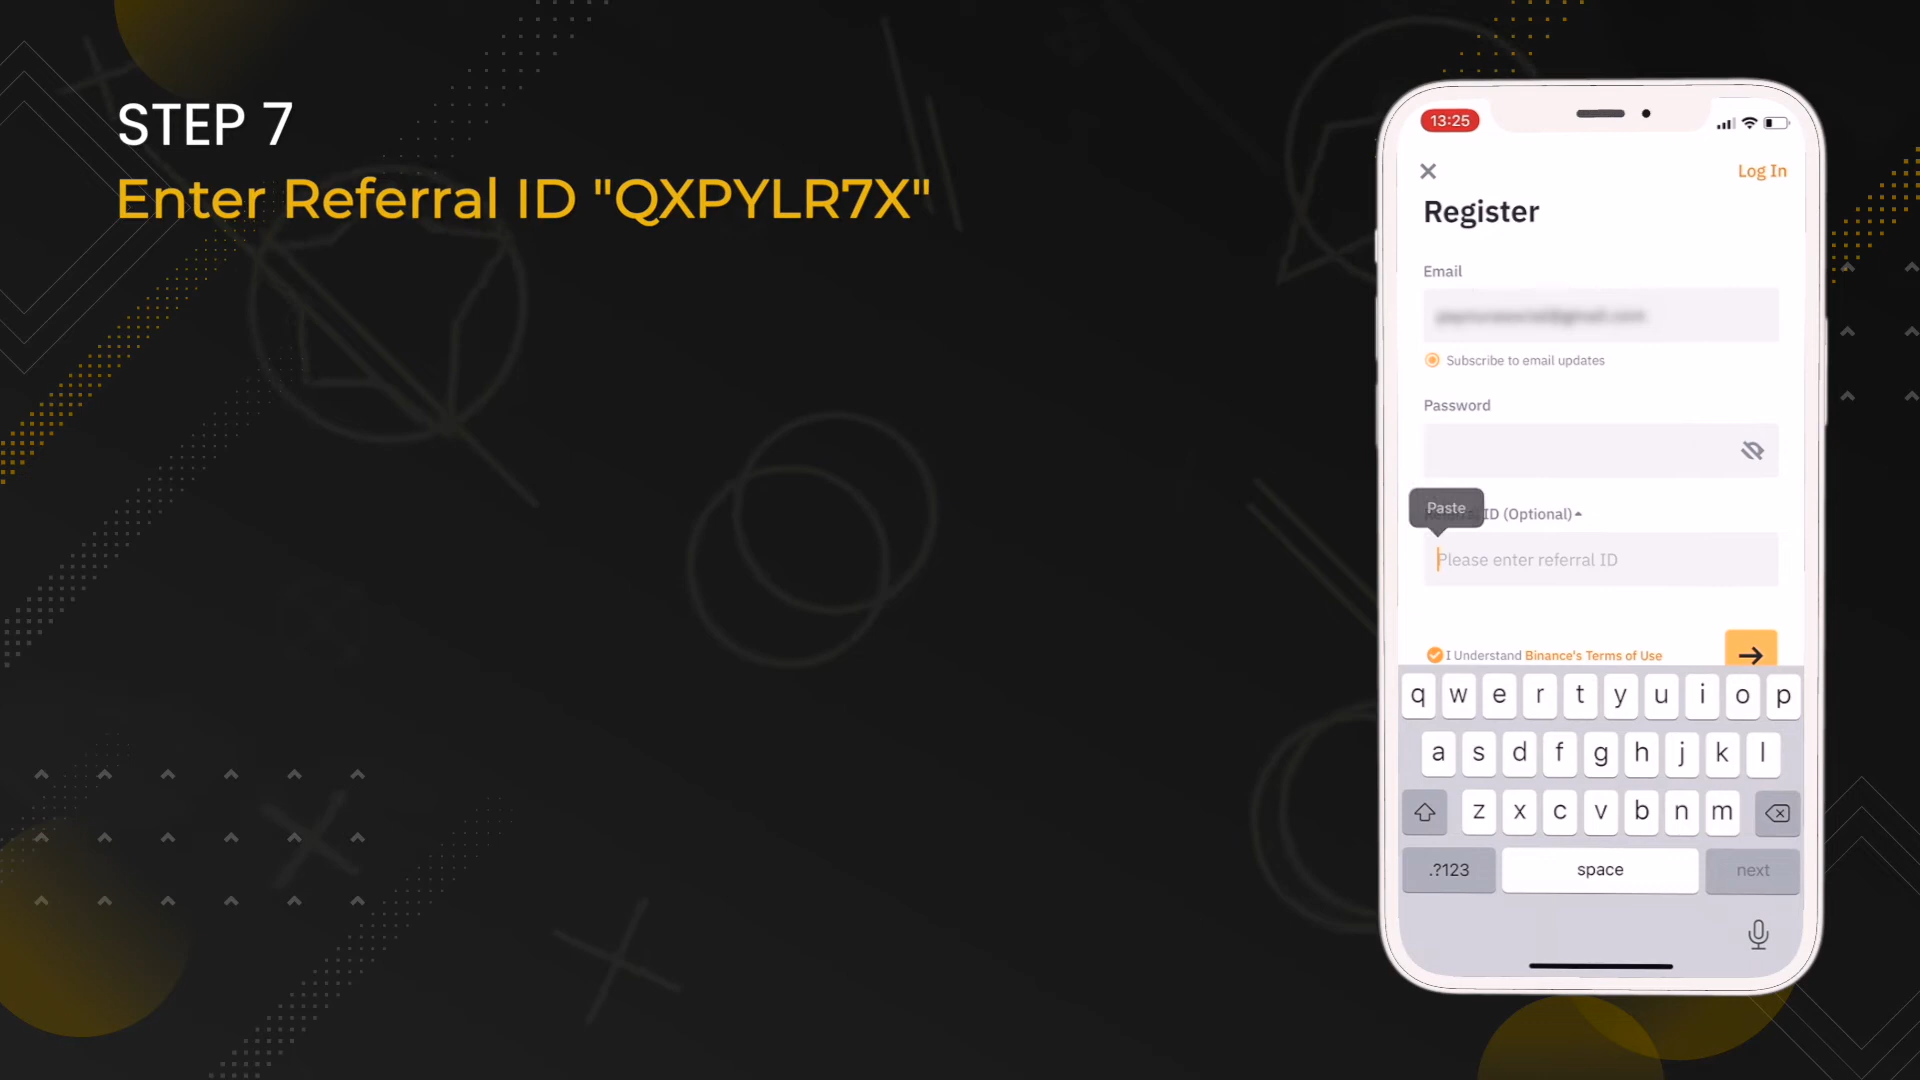 STEP 7
Enter Referral ID "QXPYLR7X"
13:25
Log In
Register
Email
Subscribe to email updates
Password
Paste
ID (Optional)
Please enter referral ID
I Understand Binance's Terms of Use
q w e r t y u i o p
a s d f g h j k l
z x c v b n m
.?123 space next